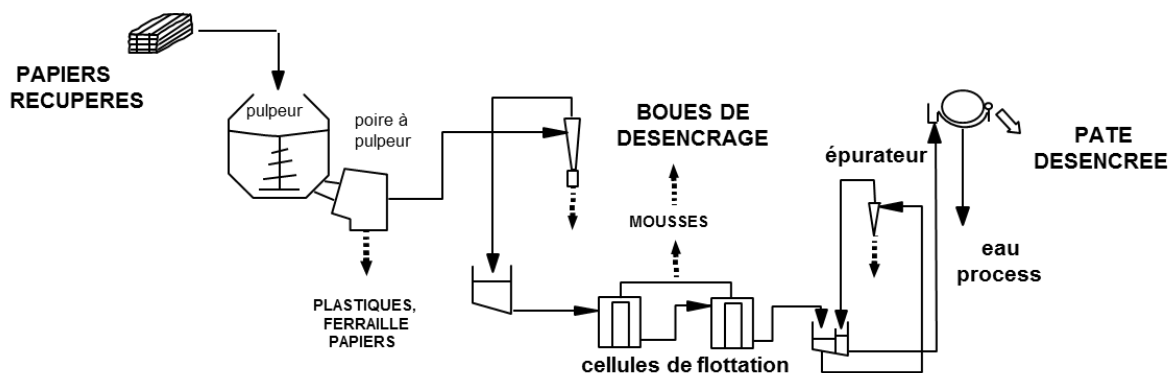 PAPIERS
RECUPERES
pulpeur
poire à
pulpeur
PLASTIQUES,
FERRAILLE
PAPIERS
BOUES DE
DESENCRAGE
MOUSSES
cellules de flottation
épurateur
eau
process
PATE
DESENCREE